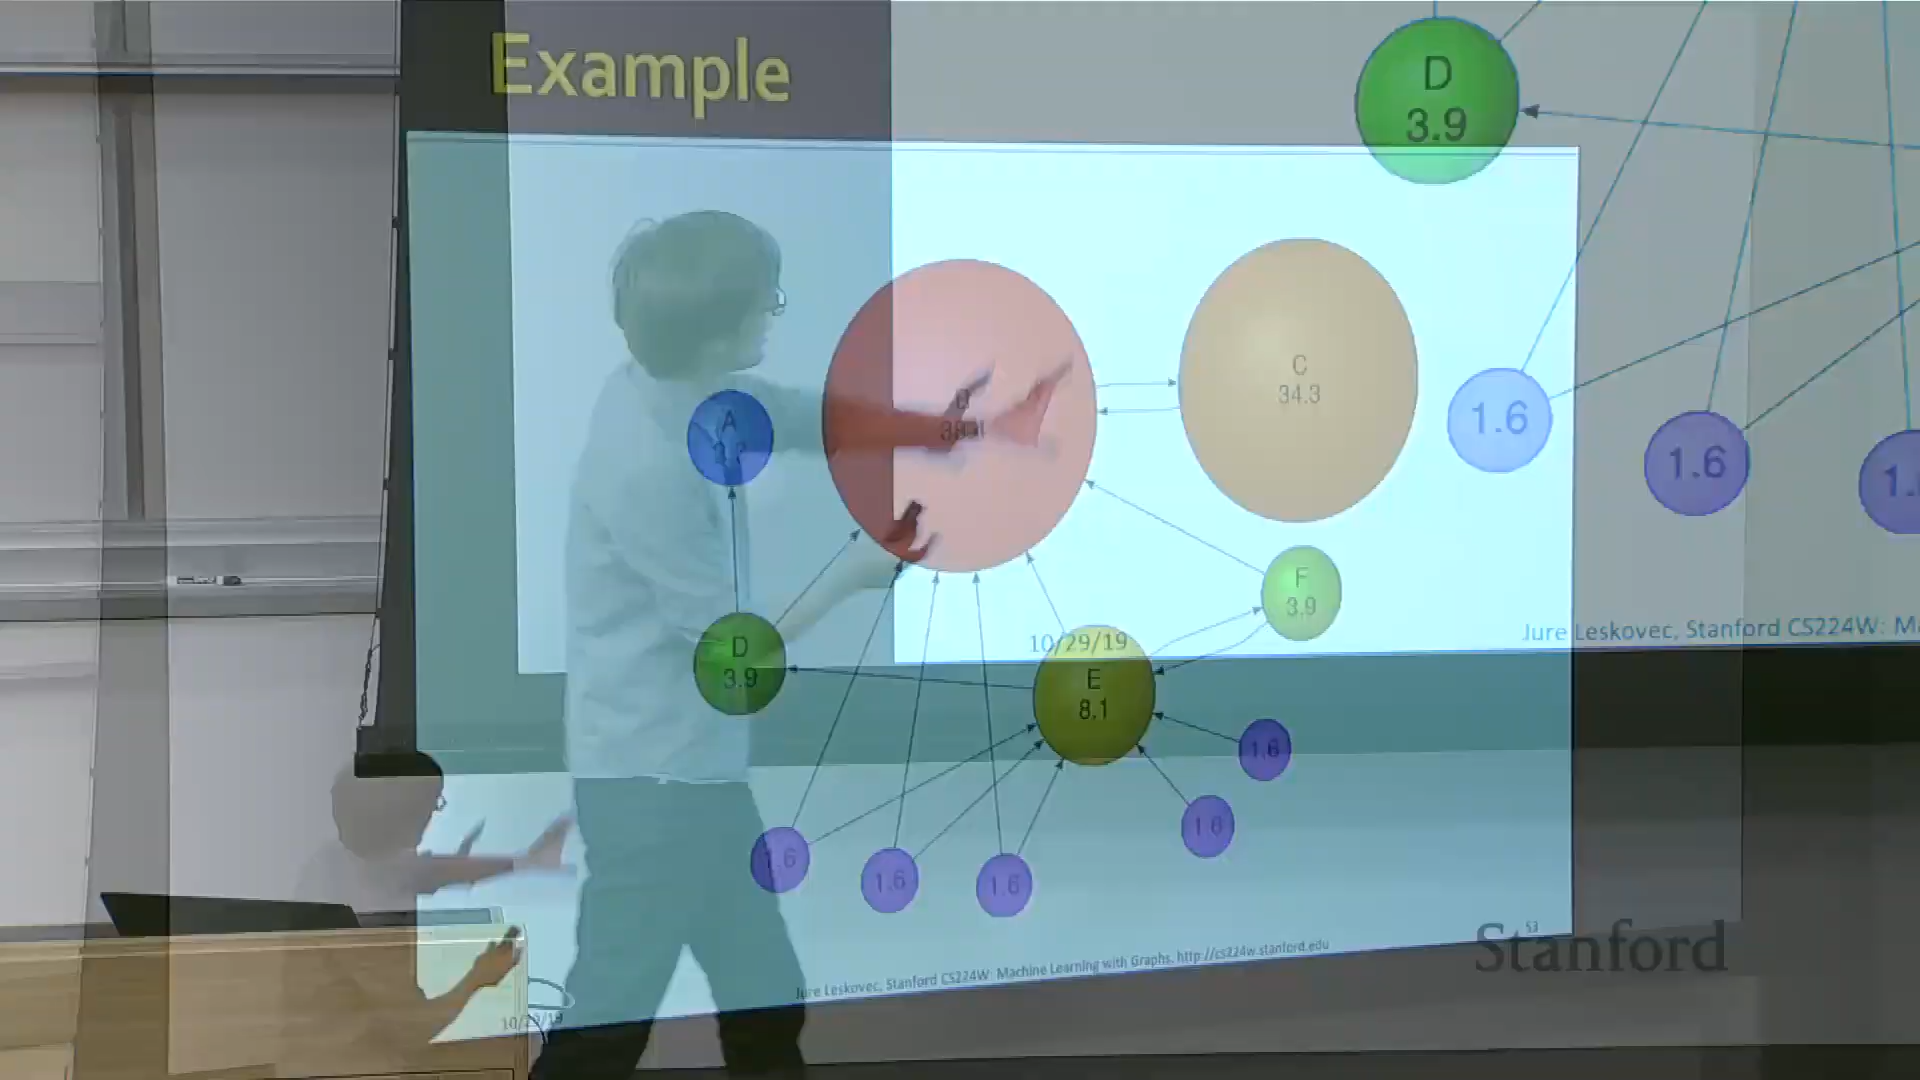 Example
D
3.9
C
34.3
A
1.6
1.6
F
3.9
Jure Leskovec, Stanford CS224W: Ma
10/29/19
D
3.9
E
8.1
1.6
1.6
1.6
1.6
1.6
53
Stanford
Jure Leskovec, Stanford CS224W: Machine Learning with Graphs, http://cs224w.stanford.edu
10/29/19